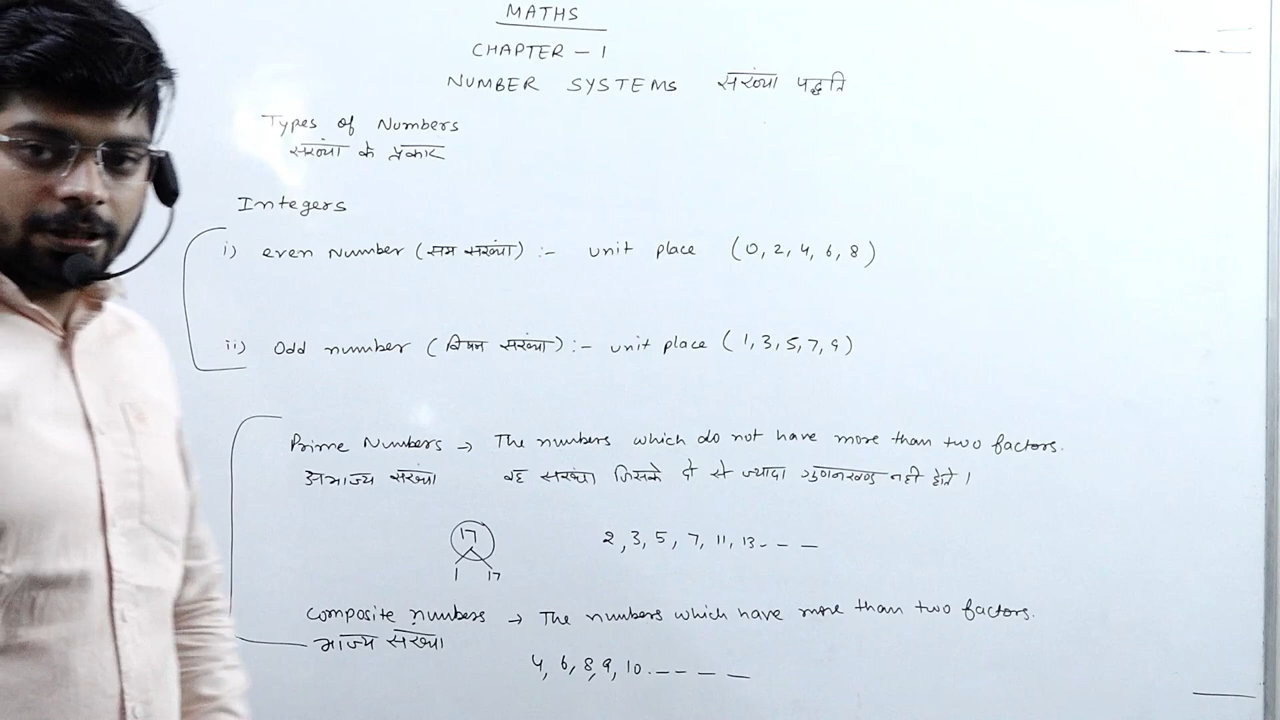 MATHS
CHAPTER - 1
NUMBER SYSTEMS संख्या पद्धति
Types of Numbers
संख्या के प्रकार
Integers
i) even Number (सम संख्या) :- unit place (0, 2, 4, 6, 8)
ii) Odd number (विषम संख्या) :- unit place (1, 3, 5, 7, 9)
Prime Numbers → The numbers which do not have more than two factors.
अभाज्य संख्या वह संख्या जिसके दो से ज्यादा गुणनखण्ड नही होते।
17
1 17
2, 3, 5, 7, 11, 13 - - -
Composite numbers → The numbers which have more than two factors.
भाज्य संख्या
4, 6, 8, 9, 10. - - - -